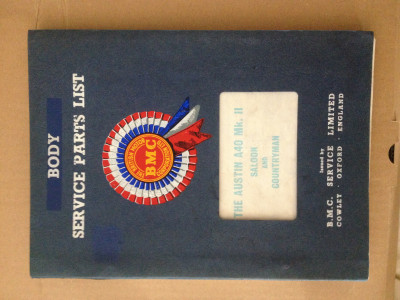 BODY
SERVICE PARTS LIST
B.M.C
THE AUSTIN A40 Mk. II
SALOON
AND
COUNTRYMAN
Issued by
B.M.C. SERVICE LIMITED
COWLEY · OXFORD · ENGLAND